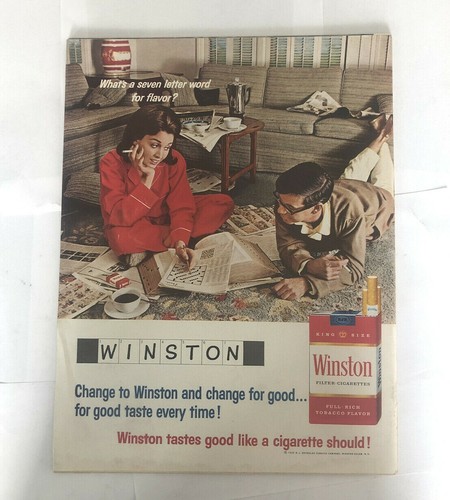 What's a seven letter word
for flavor?
WINSTON
Change to Winston and change for good...
for good taste every time!
KING SIZE
Winston
FILTER-CIGARETTES
FULL RICH
TOBACCO FLAVOR
Winston tastes good like a cigarette should!